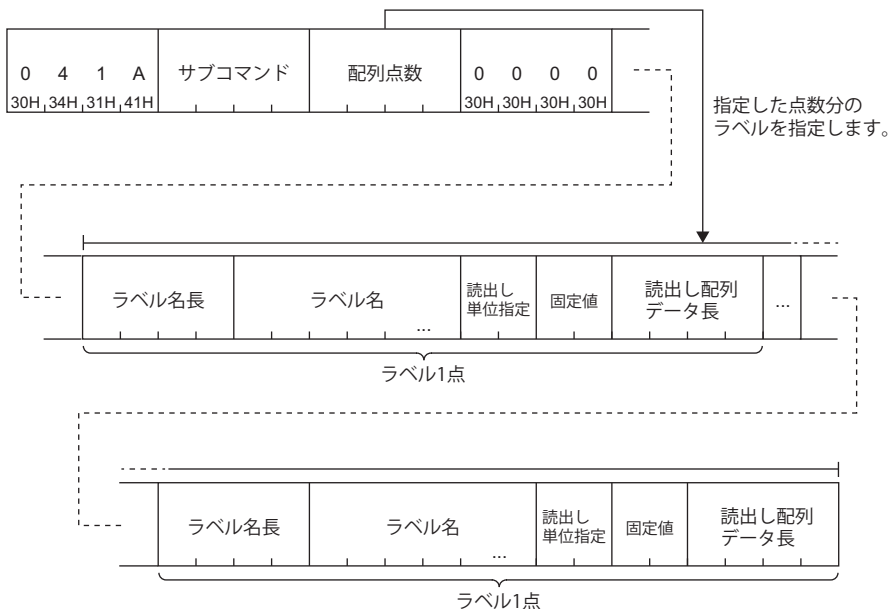 0 4 1 A サブコマンド 配列点数 0 0 0 0
30H 34H 31H 41H 30H 30H 30H 30H
指定した点数分の
ラベルを指定します。
ラベル名長 ラベル名 ... 読出し
単位指定 固定値 読出し配列
データ長 ...
ラベル1点
ラベル名長 ラベル名 ... 読出し
単位指定 固定値 読出し配列
データ長
ラベル1点